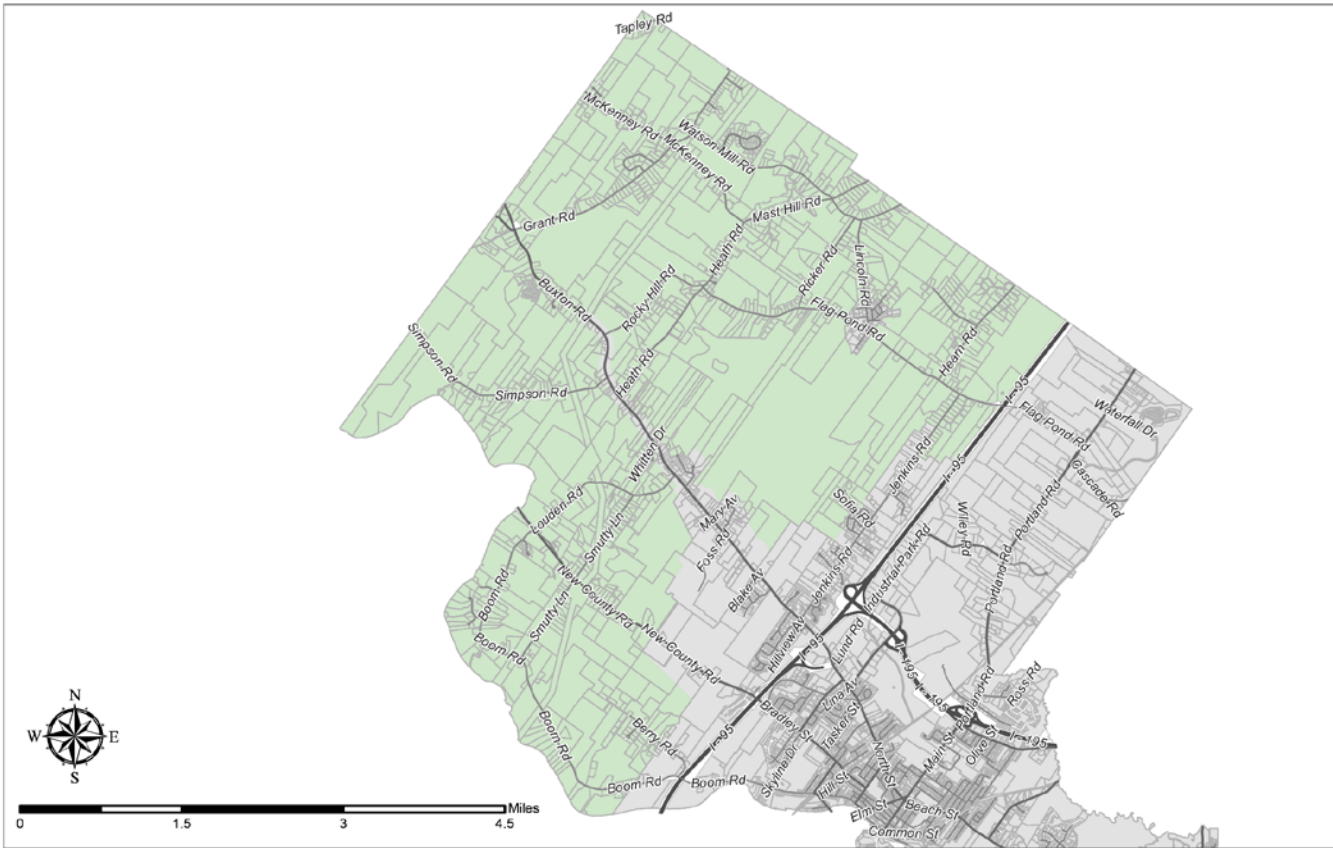 Tapley Rd
McKenney Rd
Watson Mill Rd
McKenney Rd
Mast Hill Rd
Grant Rd
Heath Rd
Ricker Rd
Lincoln Rd
Rocky Hill Rd
Buxton Rd
Flag Pond Rd
Simpson Rd
Hearn Rd
Heath Rd
Simpson Rd
I-95
Flag Pond Rd
Waterfall Dr
Whitten Dr
Jenkins Rd
I-95
Cascade Rd
Portland Rd
Louden Rd
Mary Av
Sofia Rd
Smutty Ln
Foss Rd
Wiley Rd
Industrial Park Rd
Boom Rd
New County Rd
Blake Av
Jenkins Rd
Portland Rd
Smutty Ln
Boom Rd
New County Rd
Hillview Av
I-95
Lund Rd
I-195
I-195
Portland Rd
Ross Rd
Lina Av
Bradley St
Tasker St
Boom Rd
Berry Rd
I-95
Skyline Dr
North St
Main St
Olive St
I-195
Boom Rd
Boom Rd
Hill St
Elm St
Beach St
Common St
N
W E
S
Miles
0 1.5 3 4.5